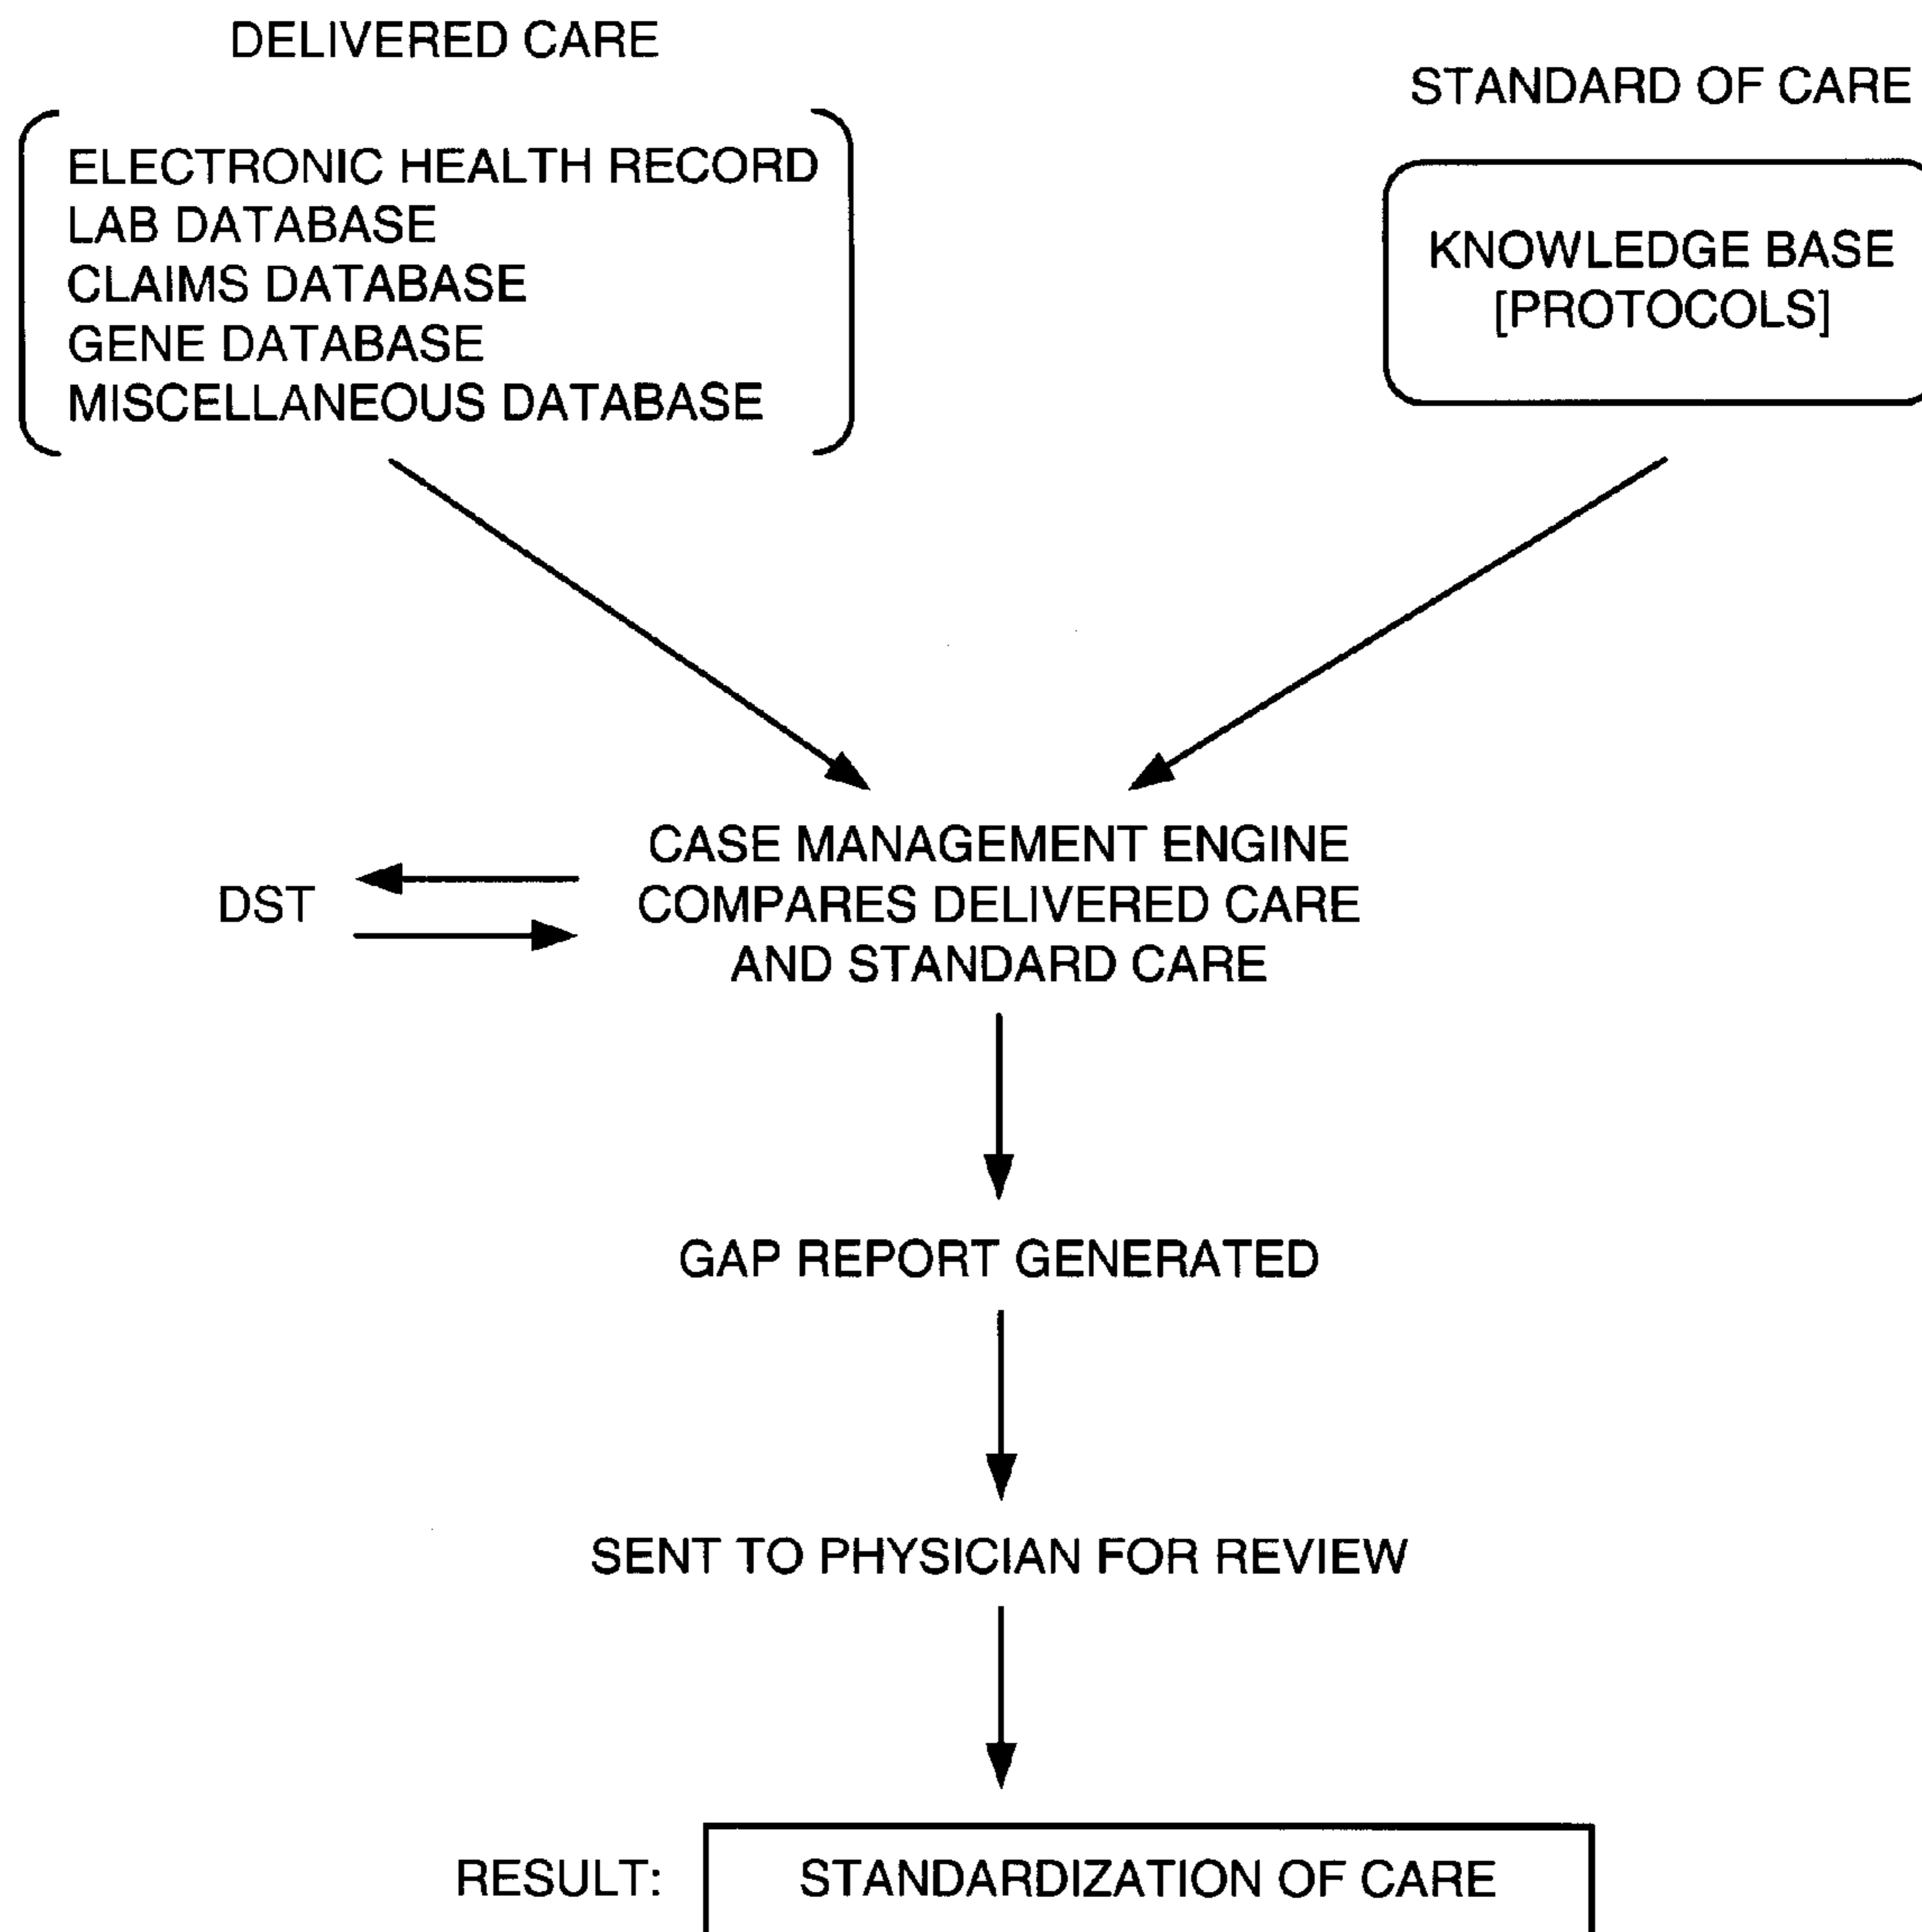 DELIVERED CARE
STANDARD OF CARE
ELECTRONIC HEALTH RECORD
LAB DATABASE
CLAIMS DATABASE
GENE DATABASE
MISCELLANEOUS DATABASE
KNOWLEDGE BASE
[PROTOCOLS]
DST
CASE MANAGEMENT ENGINE
COMPARES DELIVERED CARE
AND STANDARD CARE
GAP REPORT GENERATED
SENT TO PHYSICIAN FOR REVIEW
RESULT: STANDARDIZATION OF CARE